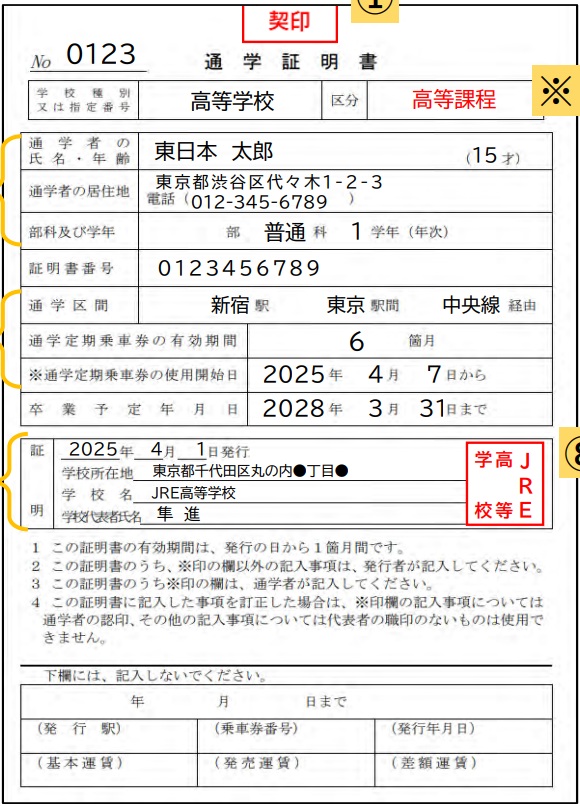 ①
契印
No 0123
通学証明書
学校種別
又は指定番号
高等学校
区分
高等課程
※
通学者の
氏名・年齢
東日本 太郎
(15才)
通学者の居住地
東京都渋谷区代々木1-2-3
電話(012-345-6789 )
部科及び学年
部 普通科 1 学年(年次)
証明書番号
0123456789
通学区間
新宿駅 東京駅間 中央線 経由
通学定期乗車券の有効期間
6 箇月
※通学定期乗車券の使用開始日
2025年 4月 7日から
卒業予定年月日
2028年 3月 31日まで
証明
2025年 4月 1日発行
学校所在地 東京都千代田区丸の内●丁目●
学校名 JRE高等学校
学校代表者氏名 隼 進
JRE
高等
学校
⑧
1 この証明書の有効期間は、発行の日から1箇月間です。
2 この証明書のうち、※印の欄以外の記入事項は、発行者が記入してください。
3 この証明書のうち※印の欄は、通学者が記入してください。
4 この証明書に記入した事項を訂正した場合は、※印欄の記入事項については
通学者の認印、その他の記入事項については代表者の職印のないものは使用で
きません。
下欄には、記入しないでください。
年 月 日まで
(発行駅)
(乗車券番号)
(発行年月日)
(基本運賃)
(発売運賃)
(差額運賃)